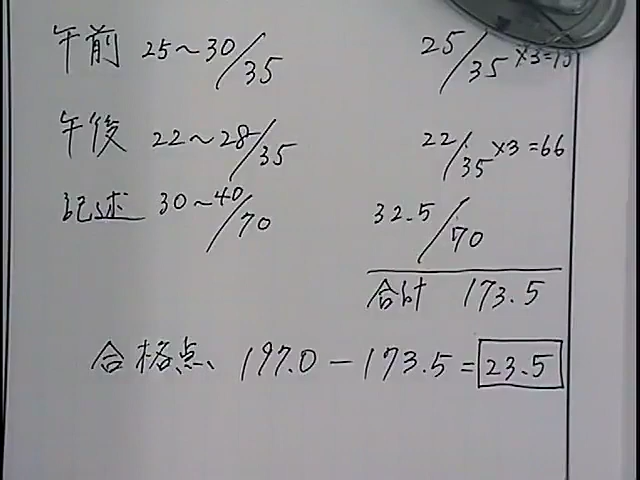 午前 25～30/35 25/35×3=75
午後 22～28/35 22/35×3=66
記述 30～40/70 32.5/70
合計 173.5
合格点、197.0－173.5=23.5